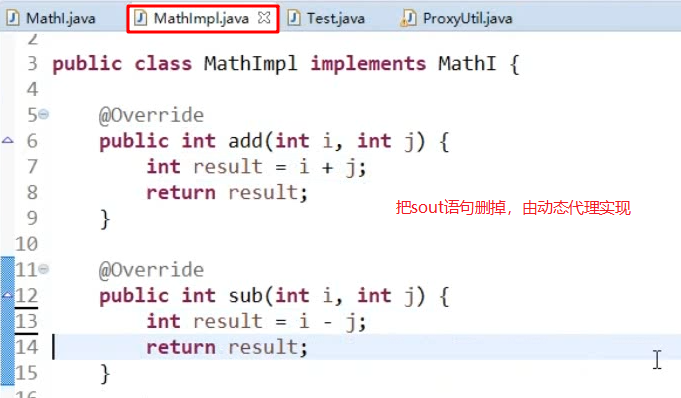 MathI.java MathImpl.java Test.java ProxyUtil.java
2
3 public class MathImpl implements MathI {
4
5 @Override
6 public int add(int i, int j) {
7 int result = i + j;
8 return result;
9 }
10
11 @Override
12 public int sub(int i, int j) {
13 int result = i - j;
14 return result;
15 }
16
把sout语句删掉，由动态代理实现